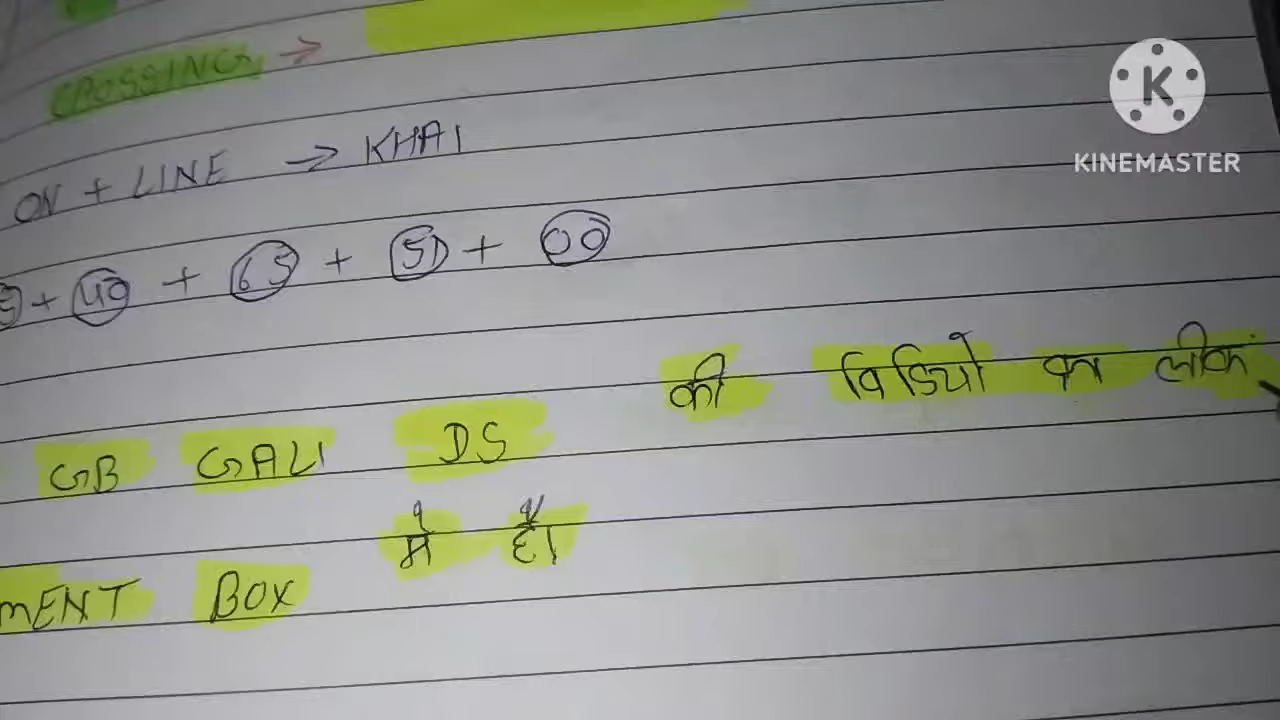 CROSSING →
KINEMASTER
ON + LINE → KHAI
+ 40 + 65 + 51 + 00
GB GALI DS की विडियो का लीकं
MENT BOX में है।